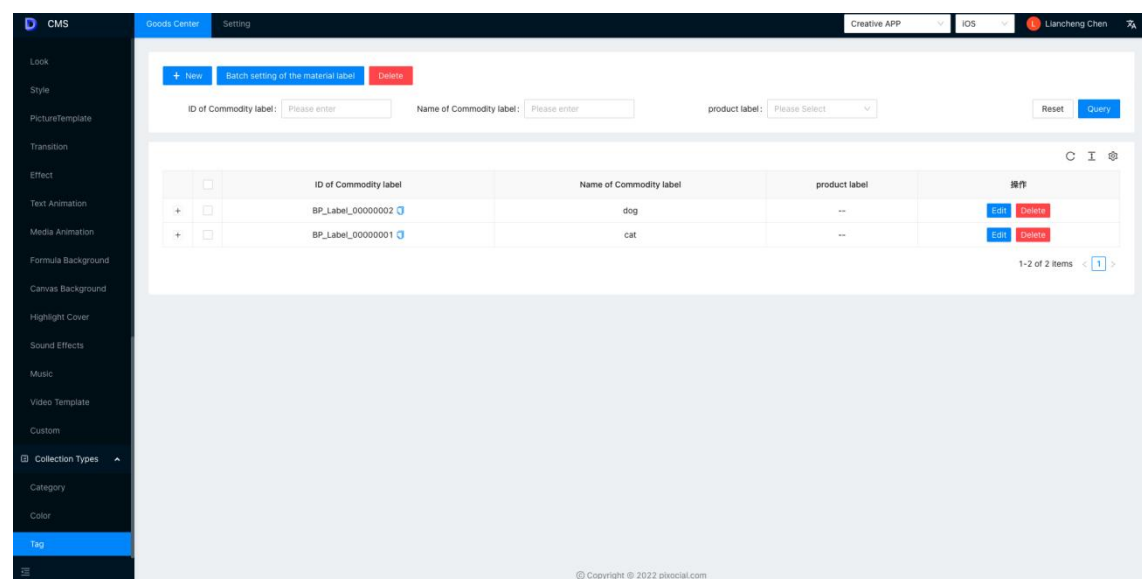 CMS Goods Center Setting Creative APP iOS L Liancheng Chen
Look
Style
PictureTemplate
Transition
Effect
Text Animation
Media Animation
Formula Background
Canvas Background
Highlight Cover
Sound Effects
Music
Video Template
Custom
Collection Types
Category
Color
Tag
+ New Batch setting of the material label Delete
ID of Commodity label: Please enter Name of Commodity label: Please enter product label: Please Select Reset Query
ID of Commodity label Name of Commodity label product label 操作
+ BP_Label_00000002 dog -- Edit Delete
+ BP_Label_00000001 cat -- Edit Delete
1-2 of 2 items < 1 >
© Copyright © 2022 pixocial.com